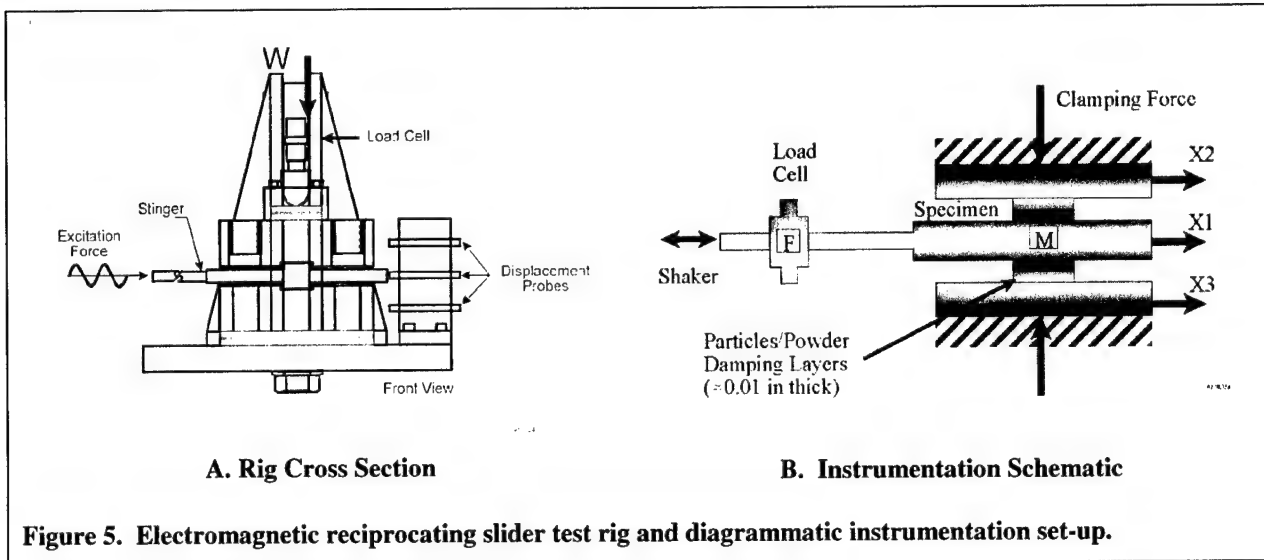 W
Load Cell
Stinger
Excitation
Force
Displacement
Probes
Front View
A. Rig Cross Section
Clamping Force
Load
Cell
X2
Specimen
X1
F
M
Shaker
X3
Particles/Powder
Damping Layers
(≈0.01 in thick)
B. Instrumentation Schematic
Figure 5. Electromagnetic reciprocating slider test rig and diagrammatic instrumentation set-up.